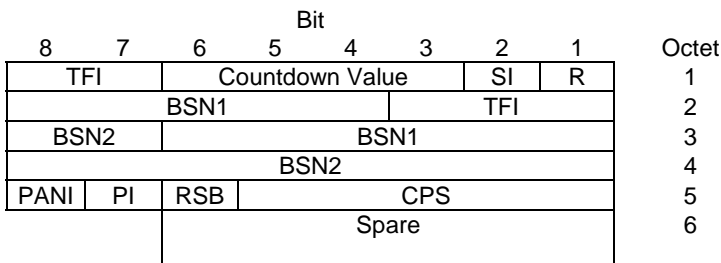 Bit
8 7 6 5 4 3 2 1 Octet
TFI Countdown Value SI R 1
BSN1 TFI 2
BSN2 BSN1 3
BSN2 4
PANI PI RSB CPS 5
Spare 6